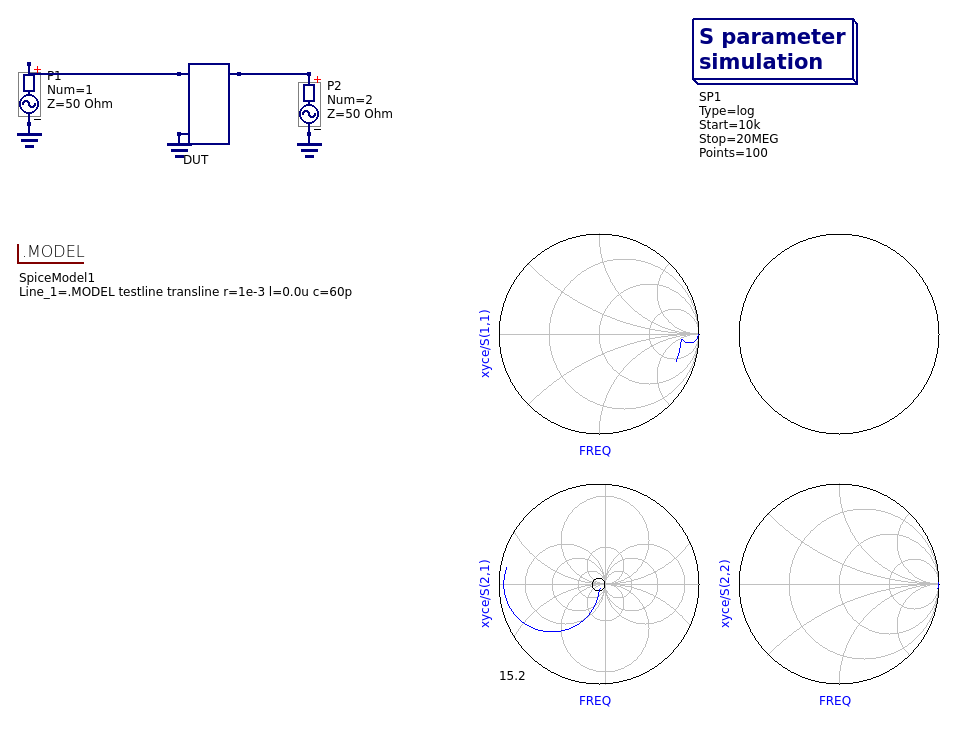 P1
Num=1
Z=50 Ohm
DUT
P2
Num=2
Z=50 Ohm
S parameter
simulation
SP1
Type=log
Start=10k
Stop=20MEG
Points=100
.MODEL
SpiceModel1
Line_1=.MODEL testline transline r=1e-3 l=0.0u c=60p
xyce/S(1,1)
FREQ
xyce/S(2,1)
15.2
FREQ
xyce/S(2,2)
FREQ